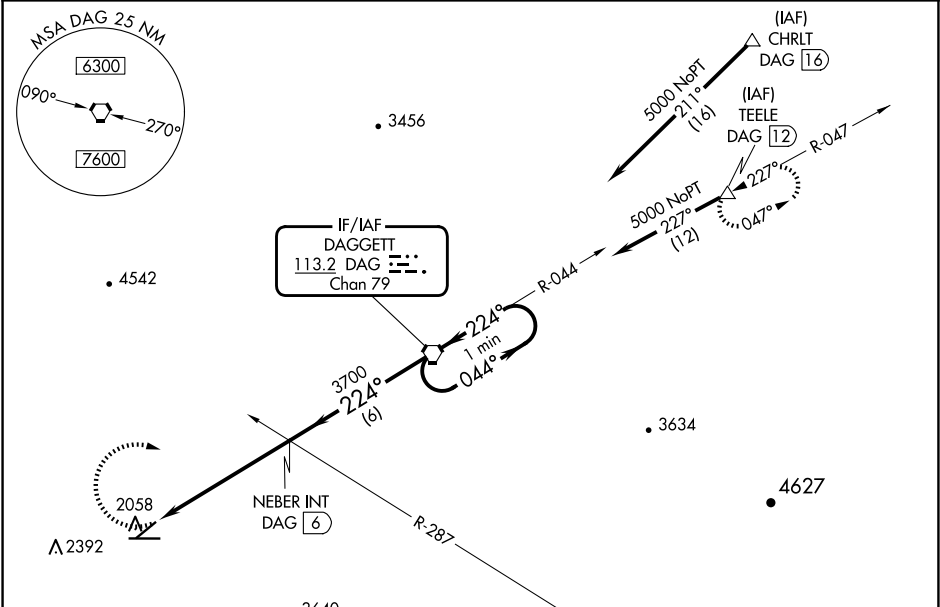 MSA DAG 25 NM
6300
090°
270°
7600
3456
4542
(IAF)
CHRLT
DAG 16
5000 NoPT
211°
(16)
(IAF)
TEELE
DAG 12
R-047
227°
047°
5000 NoPT
227°
(12)
IF/IAF
DAGGETT
113.2 DAG
Chan 79
R-044
224°
1 min
044°
3700
224°
(6)
3634
4627
NEBER INT
DAG 6
R-287
2058
2392
3640